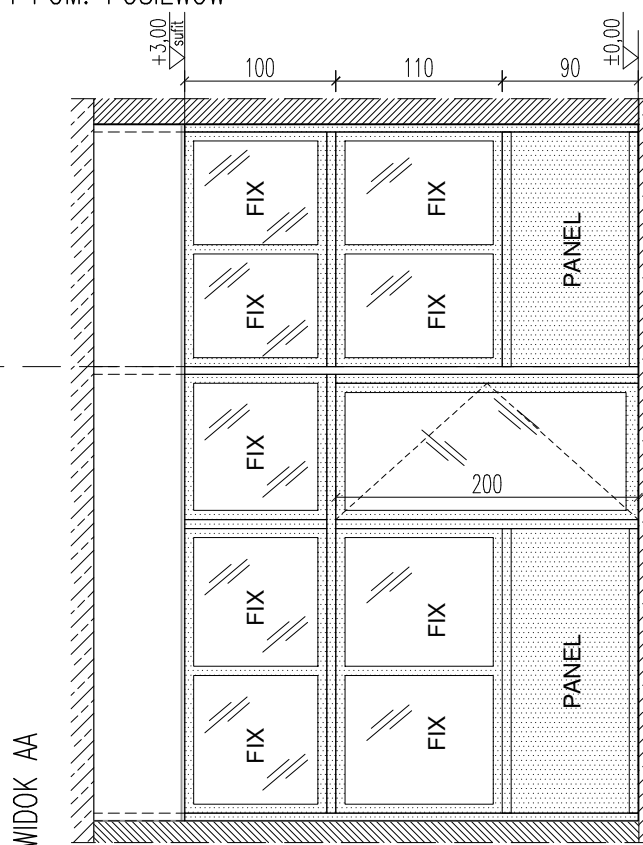 +3,00
sufit
±0,00
100
110
90
FIX
FIX
PANEL
FIX
FIX
FIX
200
FIX
FIX
PANEL
FIX
FIX
WIDOK AA